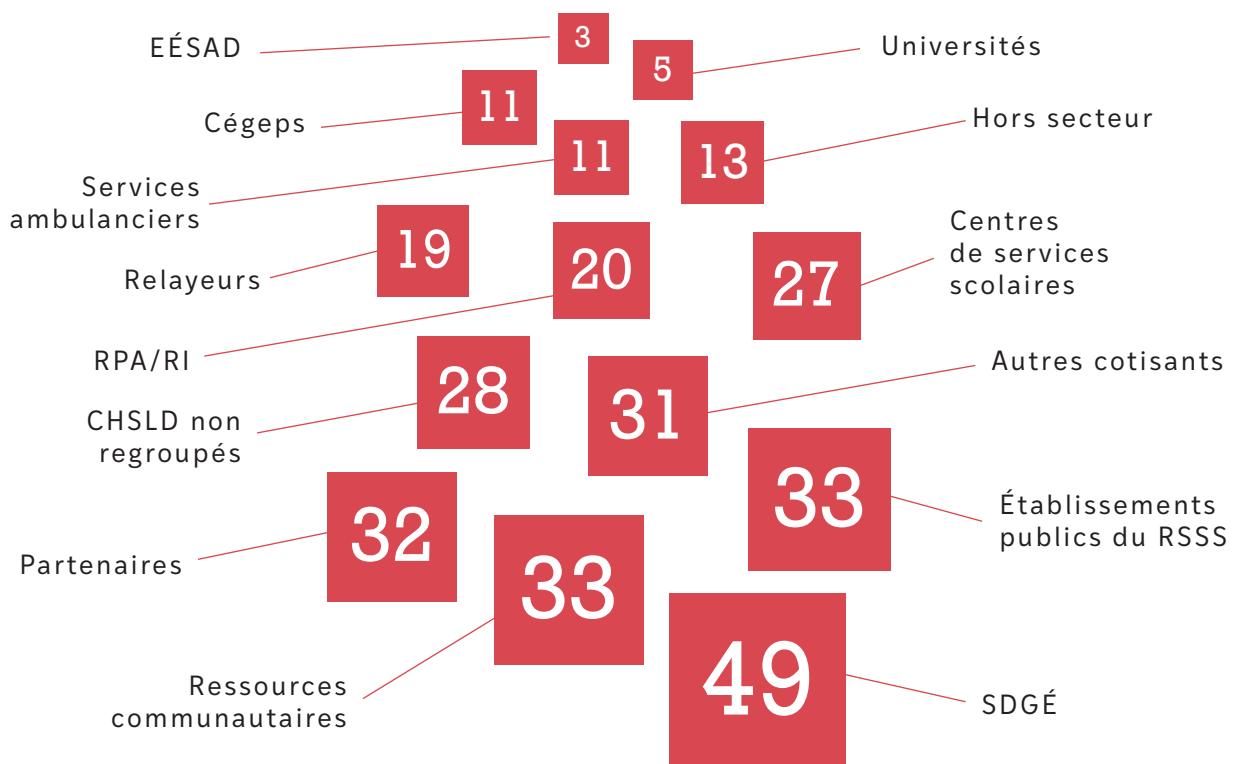 EÉSAD
3
Universités
5
Cégeps
11
Hors secteur
13
Services
ambulanciers
11
Relayeurs
19
Centres
de services
scolaires
27
RPA/RI
20
Autres cotisants
31
CHSLD non
regroupés
28
Établissements
publics du RSSS
33
Partenaires
32
Ressources
communautaires
33
SDGÉ
49